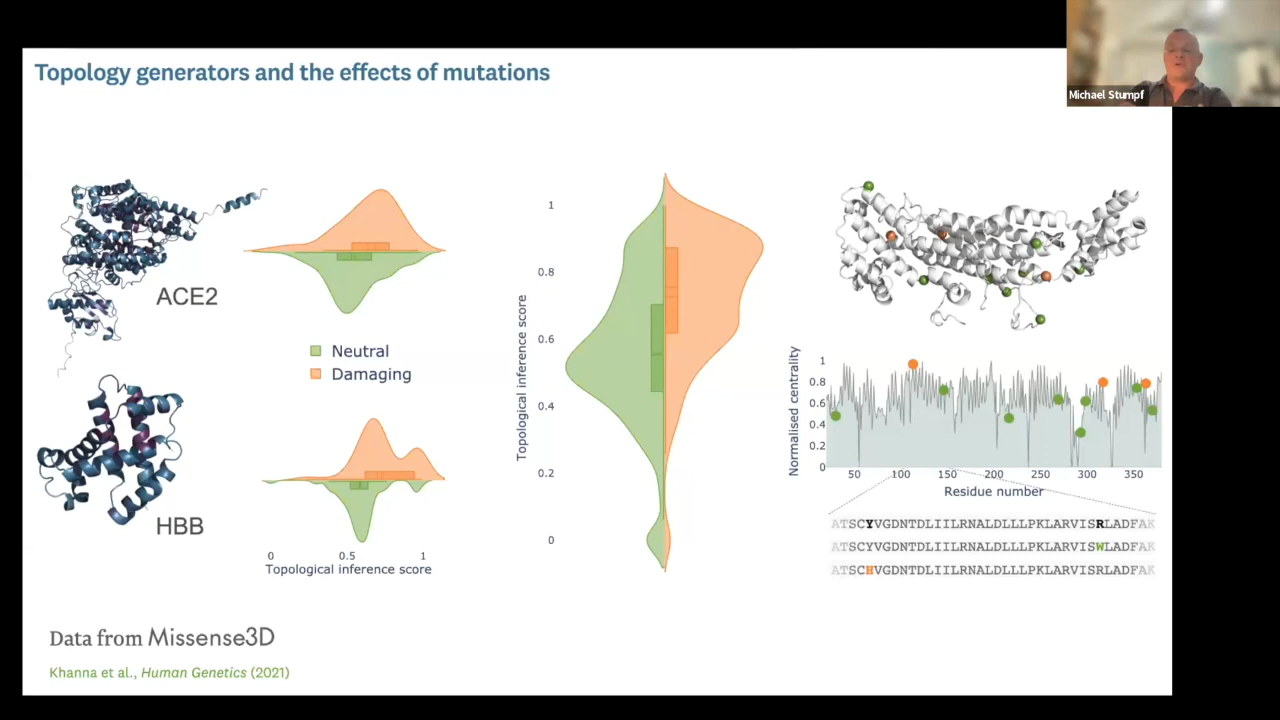 Topology generators and the effects of mutations
Michael Stumpf
ACE2
HBB
Neutral
Damaging
0 0.5 1
Topological inference score
1
0.8
0.6
0.4
0.2
0
Topological inference score
1
0.8
0.6
0.4
0.2
0
Normalised centrality
50 100 150 200 250 300 350
Residue number
ATSCYVGDNTDLIILRNALDLLLPKLARVISRLADFAK
ATSCYVGDNTDLIILRNALDLLLPKLARVISWLADFAK
ATSCHVGDNTDLIILRNALDLLLPKLARVISRLADFAK
Data from Missense3D
Khanna et al., Human Genetics (2021)